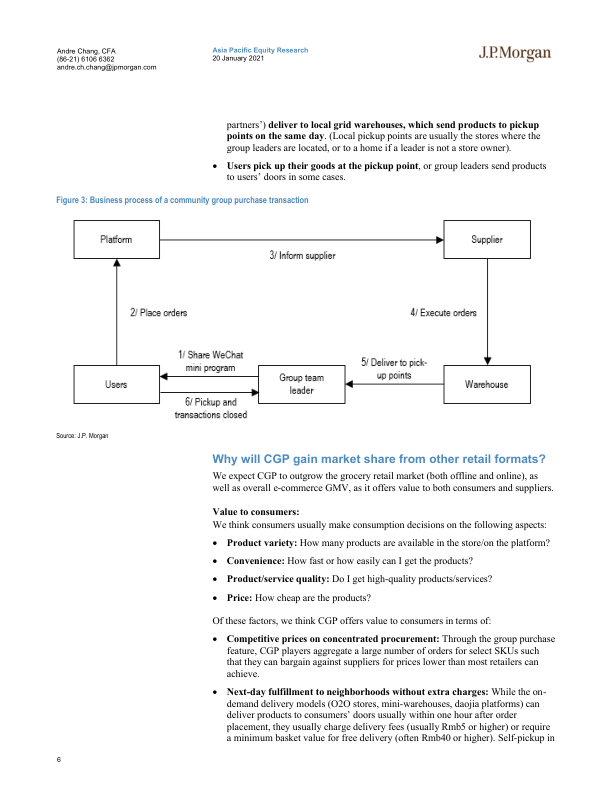 Andre Chang, CFA
(86-21) 6106 6362
andre.ch.chang@jpmorgan.com
Asia Pacific Equity Research
20 January 2021
J.P.Morgan
partners’) deliver to local grid warehouses, which send products to pickup
points on the same day. (Local pickup points are usually the stores where the
group leaders are located, or to a home if a leader is not a store owner).
• Users pick up their goods at the pickup point, or group leaders send products
to users’ doors in some cases.
Figure 3: Business process of a community group purchase transaction
Platform
Supplier
3/ Inform supplier
2/ Place orders
4/ Execute orders
1/ Share WeChat
mini program
5/ Deliver to pick-
up points
Users
Group team
leader
Warehouse
6/ Pickup and
transactions closed
Source: J.P. Morgan
Why will CGP gain market share from other retail formats?
We expect CGP to outgrow the grocery retail market (both offline and online), as
well as overall e-commerce GMV, as it offers value to both consumers and suppliers.
Value to consumers:
We think consumers usually make consumption decisions on the following aspects:
• Product variety: How many products are available in the store/on the platform?
• Convenience: How fast or how easily can I get the products?
• Product/service quality: Do I get high-quality products/services?
• Price: How cheap are the products?
Of these factors, we think CGP offers value to consumers in terms of:
• Competitive prices on concentrated procurement: Through the group purchase
feature, CGP players aggregate a large number of orders for select SKUs such
that they can bargain against suppliers for prices lower than most retailers can
achieve.
• Next-day fulfillment to neighborhoods without extra charges: While the on-
demand delivery models (O2O stores, mini-warehouses, daojia platforms) can
deliver products to consumers’ doors usually within one hour after order
placement, they usually charge delivery fees (usually Rmb5 or higher) or require
a minimum basket value for free delivery (often Rmb40 or higher). Self-pickup in
6